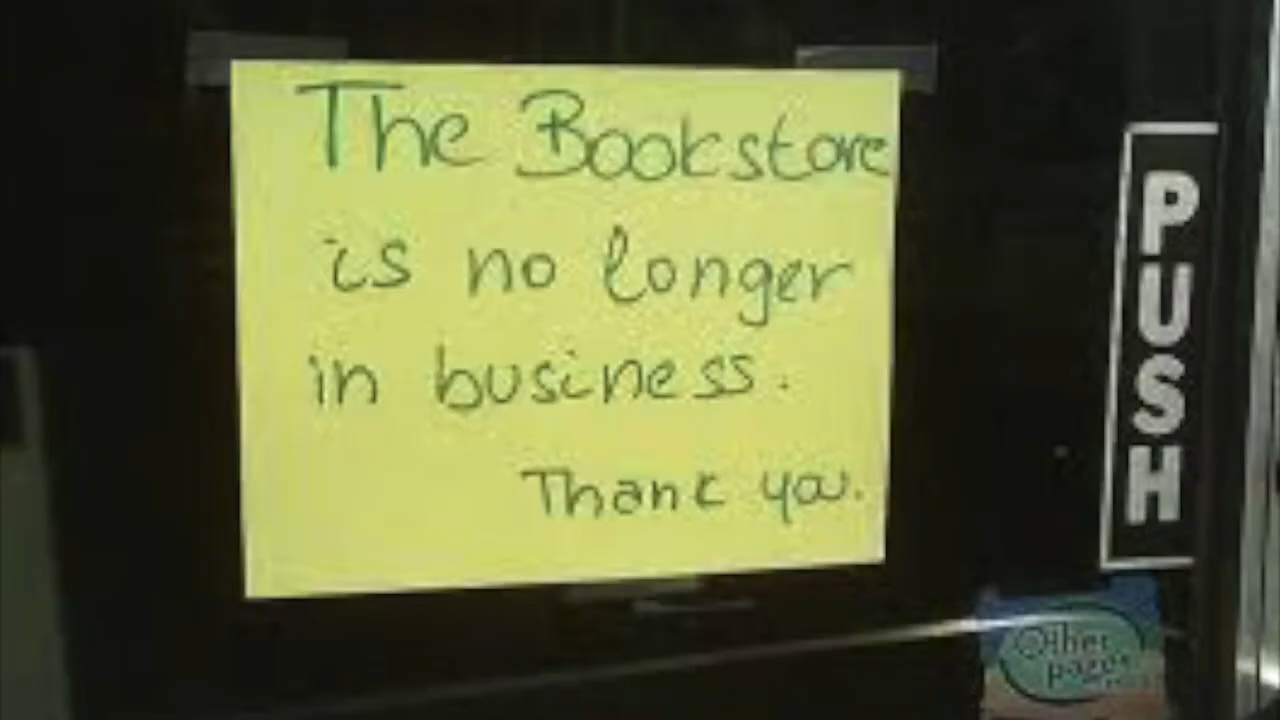 The Bookstore
is no longer
in business.
Thank you.
PUSH
Other
pages